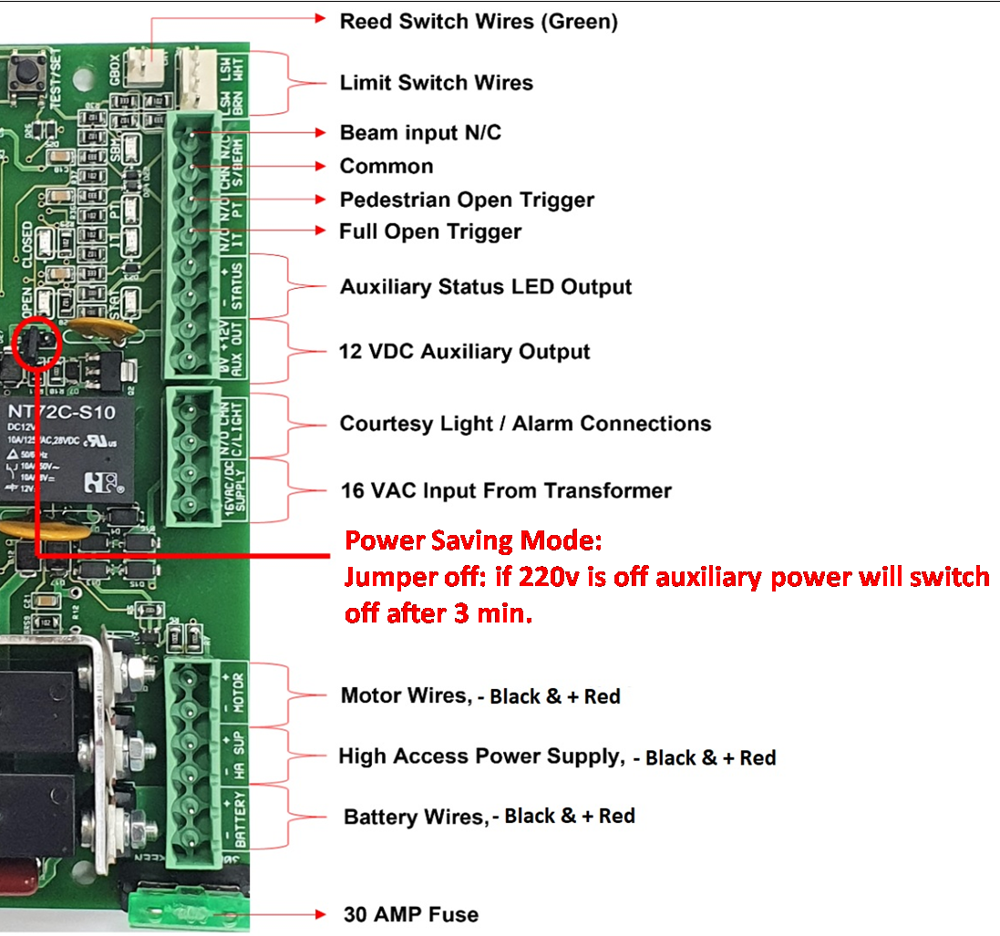 Reed Switch Wires (Green)
Limit Switch Wires
Beam input N/C
Common
Pedestrian Open Trigger
Full Open Trigger
Auxiliary Status LED Output
12 VDC Auxiliary Output
Courtesy Light / Alarm Connections
16 VAC Input From Transformer
Power Saving Mode:
Jumper off: if 220v is off auxiliary power will switch
off after 3 min.
Motor Wires, - Black & + Red
High Access Power Supply, - Black & + Red
Battery Wires, - Black & + Red
30 AMP Fuse
TEST/SET
GBOX
LSW WHT
LSW BRN
N/C
CMN
S/BEAM
N/O
PT
N/O
IT
+
-
STATUS
+12V
0V
AUX OUT
CMN
N/O
C/LIGHT
16VAC/DC
SUPPLY
+
-
MOTOR
+
-
HA SUP
+
-
BATTERY
SBM
PT
IT
STAT
CLOSED
OPEN
NT72C-S10
DC12V